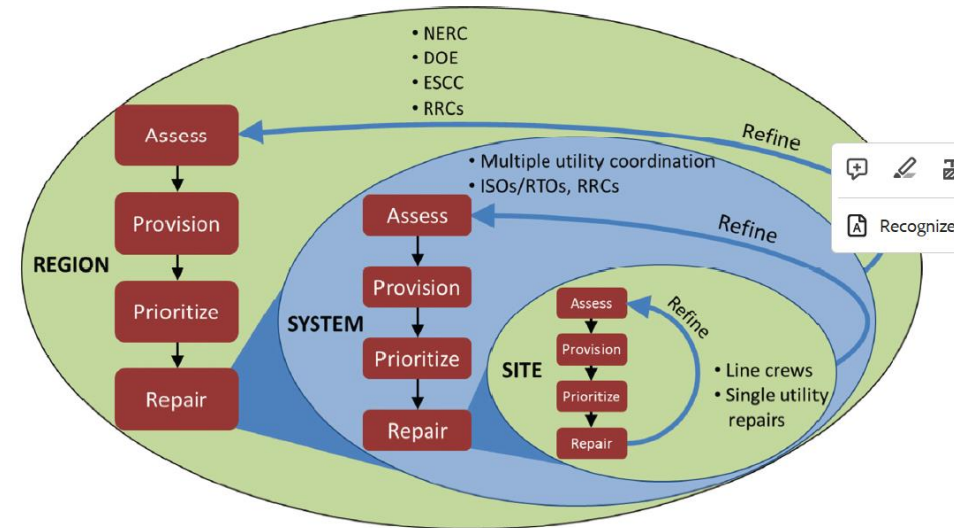 • NERC
• DOE
• ESCC
• RRCs
Refine
Assess
Provision
REGION
Prioritize
Repair
• Multiple utility coordination
• ISOs/RTOs, RRCs
Refine
Assess
Provision
SYSTEM
Prioritize
Repair
Refine
Assess
Provision
SITE
Prioritize
Repair
• Line crews
• Single utility
repairs
A Recognize